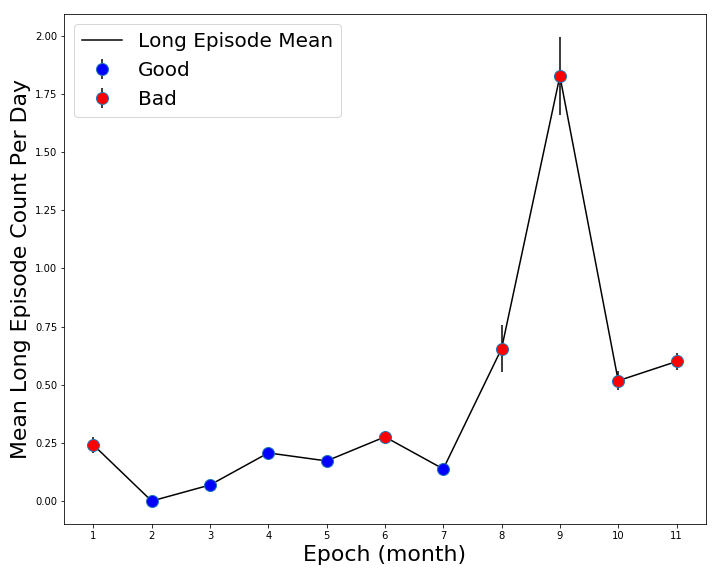 Long Episode Mean
Good
Bad
Mean Long Episode Count Per Day
2.00
1.75
1.50
1.25
1.00
0.75
0.50
0.25
0.00
1 2 3 4 5 6 7 8 9 10 11
Epoch (month)